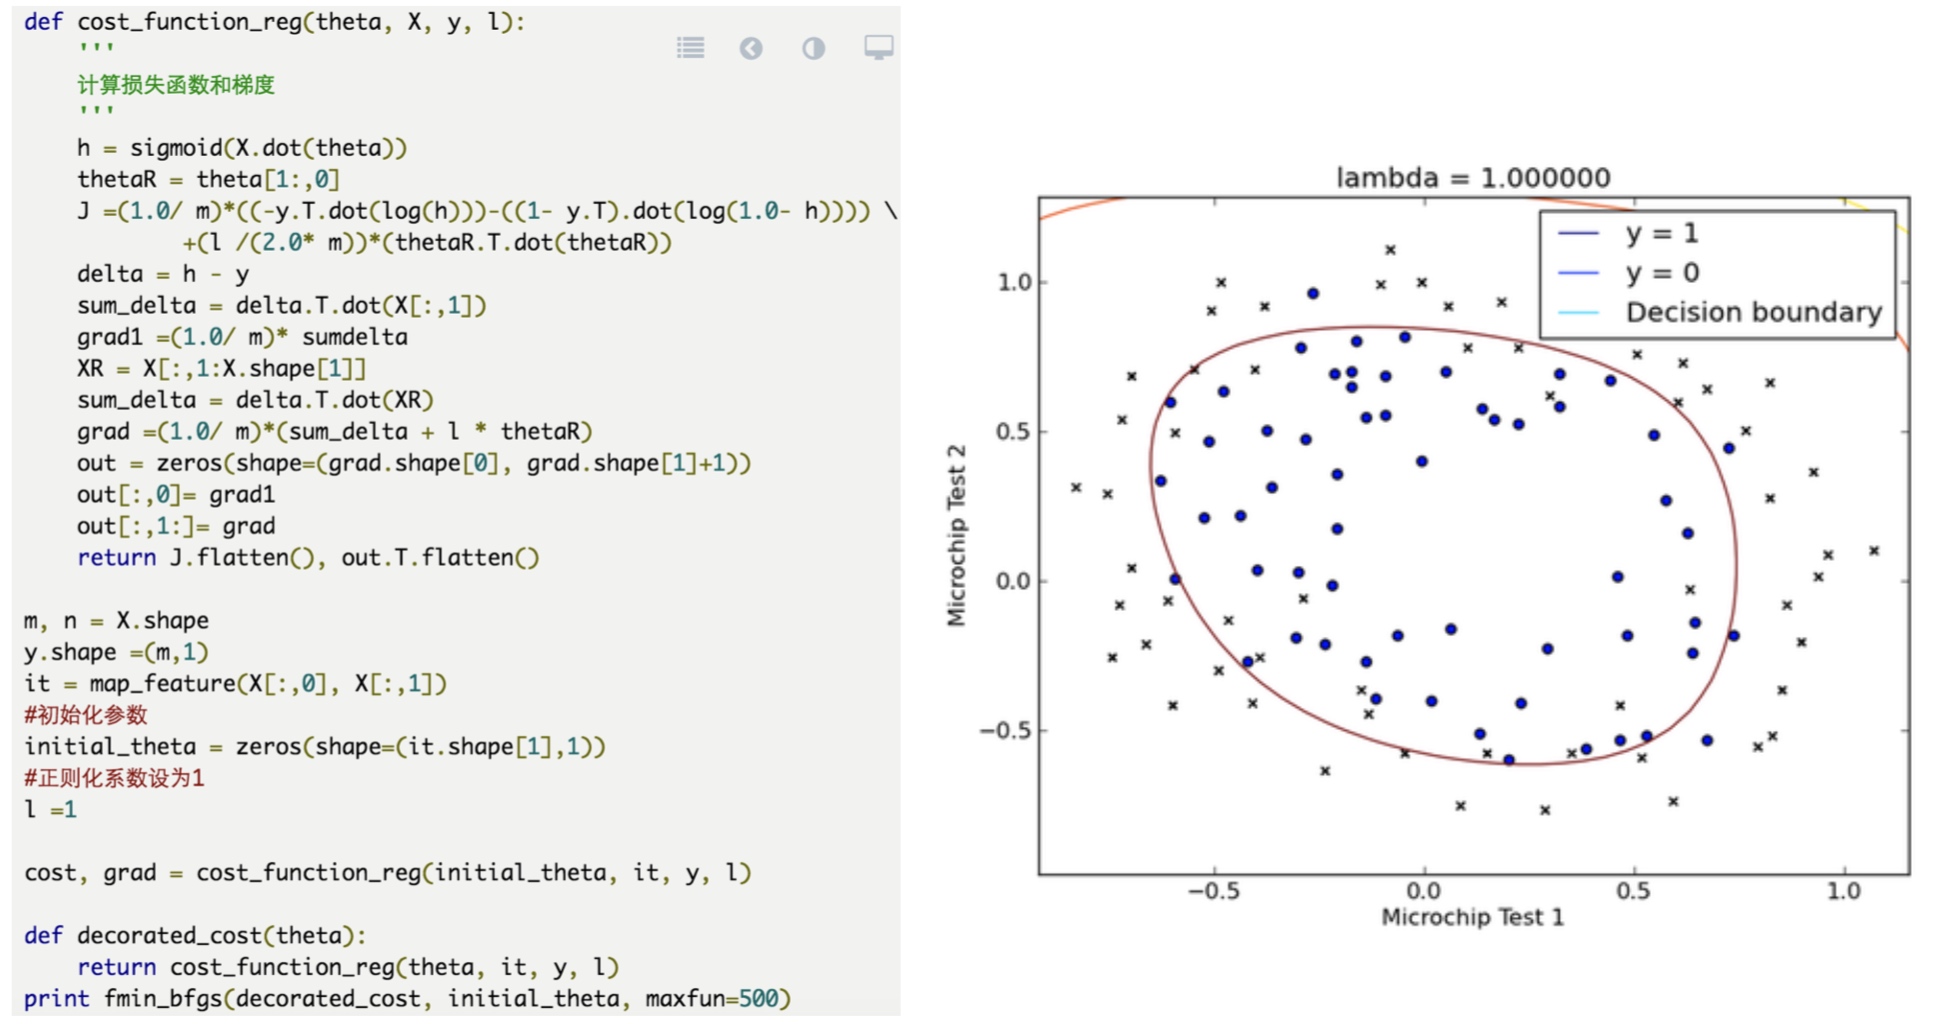 def cost_function_reg(theta, X, y, l):
'''
计算损失函数和梯度
'''
h = sigmoid(X.dot(theta))
thetaR = theta[1:,0]
J =(1.0/ m)*((-y.T.dot(log(h)))-((1- y.T).dot(log(1.0- h)))) \
+(l /(2.0* m))*(thetaR.T.dot(thetaR))
delta = h - y
sum_delta = delta.T.dot(X[:,1])
grad1 =(1.0/ m)* sumdelta
XR = X[:,1:X.shape[1]]
sum_delta = delta.T.dot(XR)
grad =(1.0/ m)*(sum_delta + l * thetaR)
out = zeros(shape=(grad.shape[0], grad.shape[1]+1))
out[:,0]= grad1
out[:,1:]= grad
return J.flatten(), out.T.flatten()
m, n = X.shape
y.shape =(m,1)
it = map_feature(X[:,0], X[:,1])
#初始化参数
initial_theta = zeros(shape=(it.shape[1],1))
#正则化系数设为1
l =1
cost, grad = cost_function_reg(initial_theta, it, y, l)
def decorated_cost(theta):
return cost_function_reg(theta, it, y, l)
print fmin_bfgs(decorated_cost, initial_theta, maxfun=500)
lambda = 1.000000
y = 1
y = 0
Decision boundary
1.0
0.5
0.0
−0.5
Microchip Test 2
−0.5 0.0 0.5 1.0
Microchip Test 1